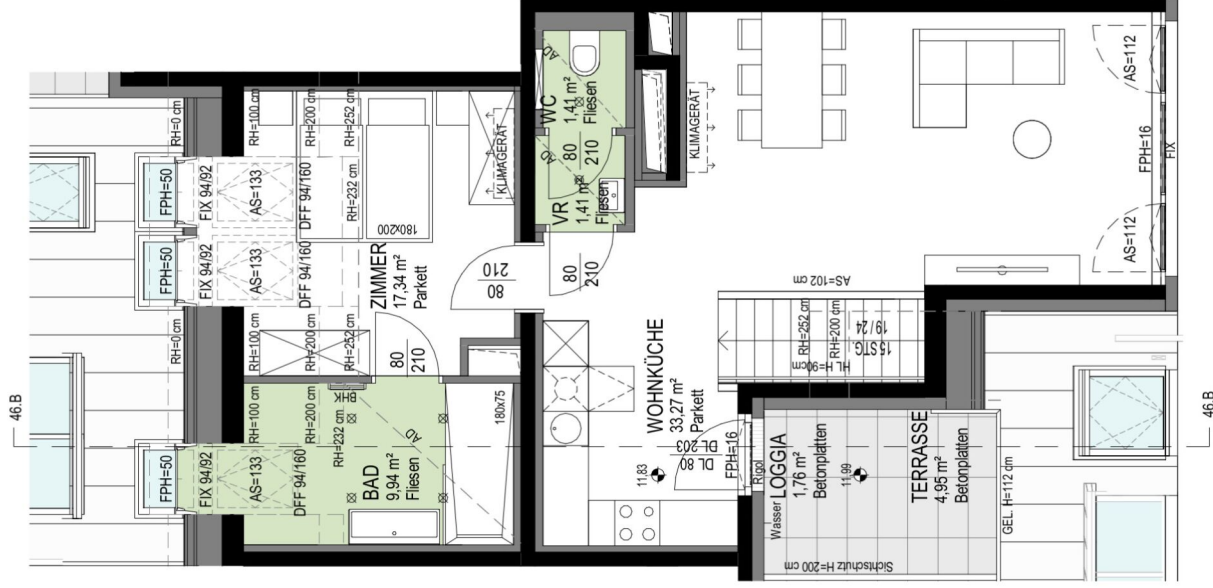 46.B
RH=0 cm
RH=0 cm
FPH=50
FIX 94/92
AS=133
DFF 94/160
FPH=50
FIX 94/92
AS=133
DFF 94/160
FPH=50
FIX 94/92
AS=133
DFF 94/160
RH=100 cm
RH=200 cm
RH=252 cm
RH=232 cm
180x200
KLIMAGERÄT
ZIMMER
17,34 m²
Parkett
RH=100 cm
RH=200 cm
RH=252 cm
80
210
80
210
BHK
RH=100 cm
RH=200 cm
RH=232 cm
AD
180x75
BAD
9,94 m²
Fliesen
AD
WC
1,41 m²
Fliesen
80
210
AD
VR
1,41 m²
Fliesen
80
210
KLIMAGERÄT
AS=112
FPH=16
FIX
AS=112
AS=102 cm
RH=252 cm
RH=200 cm
15 STG
19 / 24
HL H=90cm
WOHNKÜCHE
33,27 m²
Parkett
11,83
DL 80
DL 203
FPH=16
Rigol
Wasser
LOGGIA
1,76 m²
Betonplatten
11,99
TERRASSE
4,95 m²
Betonplatten
GEL. H=112 cm
Sichtschutz H=200 cm
46.B